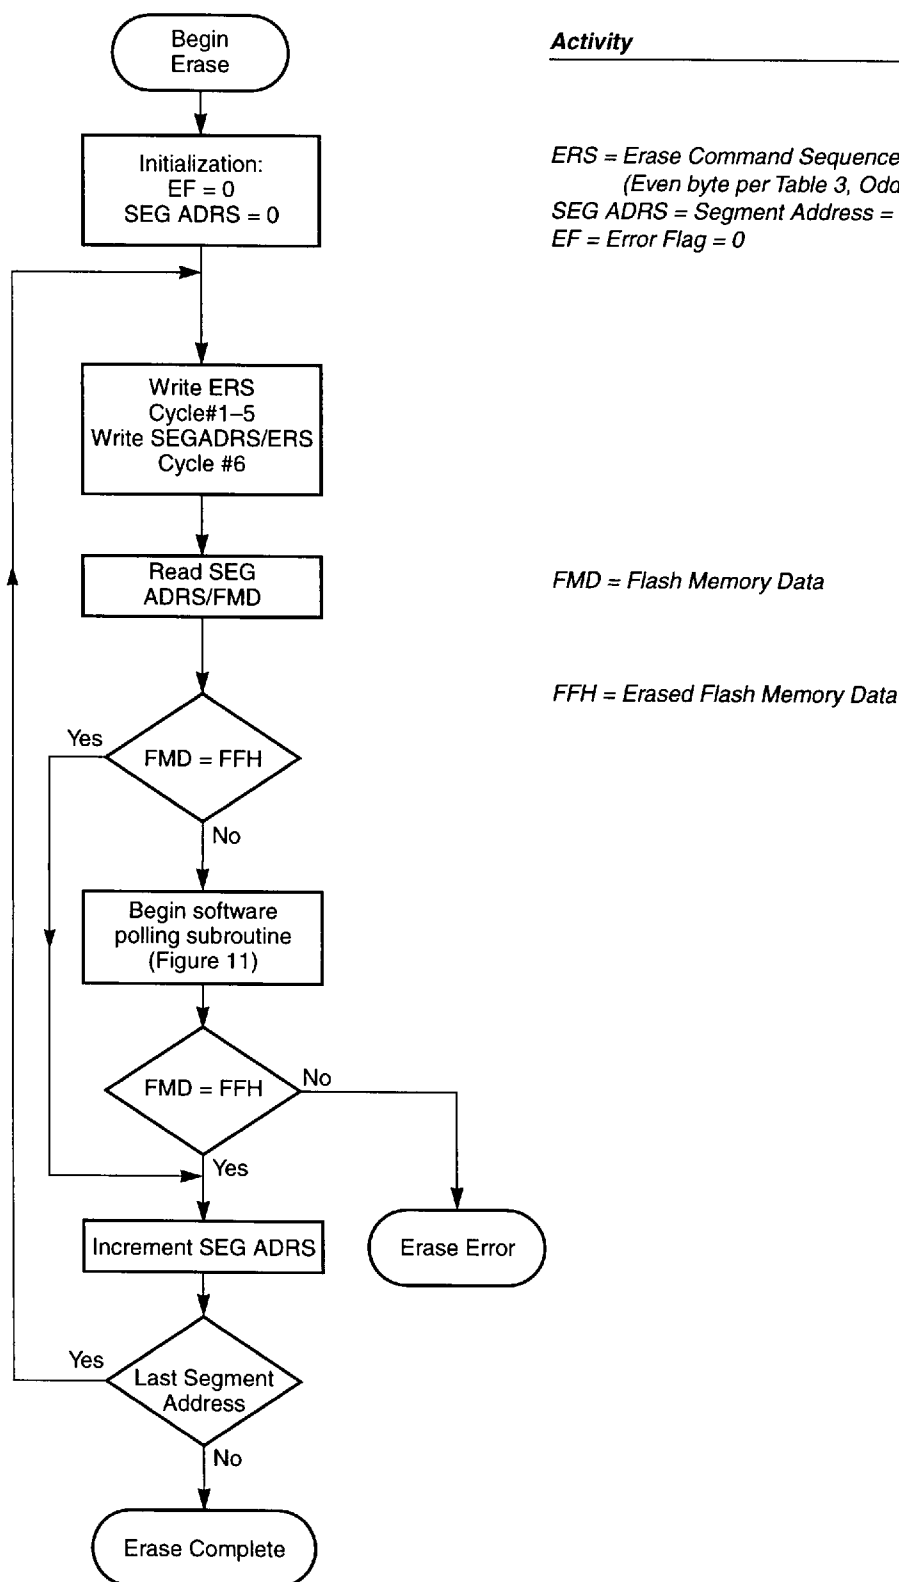 Begin
Erase
Activity
Initialization:
EF = 0
SEG ADRS = 0
ERS = Erase Command Sequence
(Even byte per Table 3, Odd
SEG ADRS = Segment Address =
EF = Error Flag = 0
Write ERS
Cycle#1–5
Write SEGADRS/ERS
Cycle #6
Read SEG
ADRS/FMD
FMD = Flash Memory Data
FFH = Erased Flash Memory Data
Yes
FMD = FFH
No
Begin software
polling subroutine
(Figure 11)
FMD = FFH
No
Yes
Increment SEG ADRS
Erase Error
Yes
Last Segment
Address
No
Erase Complete